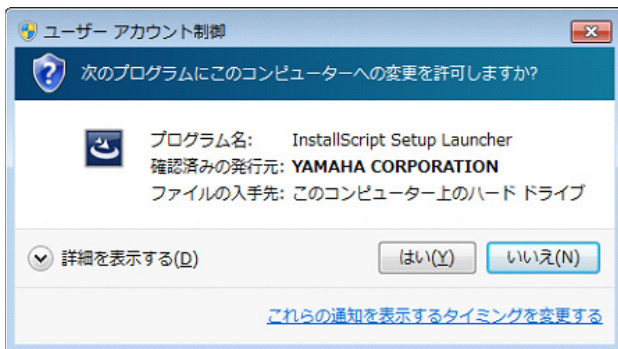 ユーザー アカウント制御
次のプログラムにこのコンピューターへの変更を許可しますか?
プログラム名: InstallScript Setup Launcher
確認済みの発行元: YAMAHA CORPORATION
ファイルの入手先: このコンピューター上のハード ドライブ
詳細を表示する(D) はい(Y) いいえ(N)
これらの通知を表示するタイミングを変更する